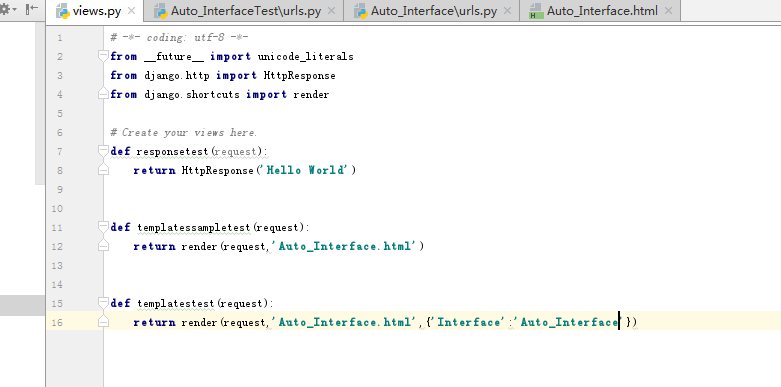 views.py × Auto_InterfaceTest\urls.py × Auto_Interface\urls.py × Auto_Interface.html ×
1 # -*- coding: utf-8 -*-
2 from __future__ import unicode_literals
3 from django.http import HttpResponse
4 from django.shortcuts import render
5
6 # Create your views here.
7 def responsetest(request):
8 return HttpResponse('Hello World')
9
10
11 def templatessampletest(request):
12 return render(request,'Auto_Interface.html')
13
14
15 def templatestest(request):
16 return render(request,'Auto_Interface.html',{'Interface':'Auto_Interface'})